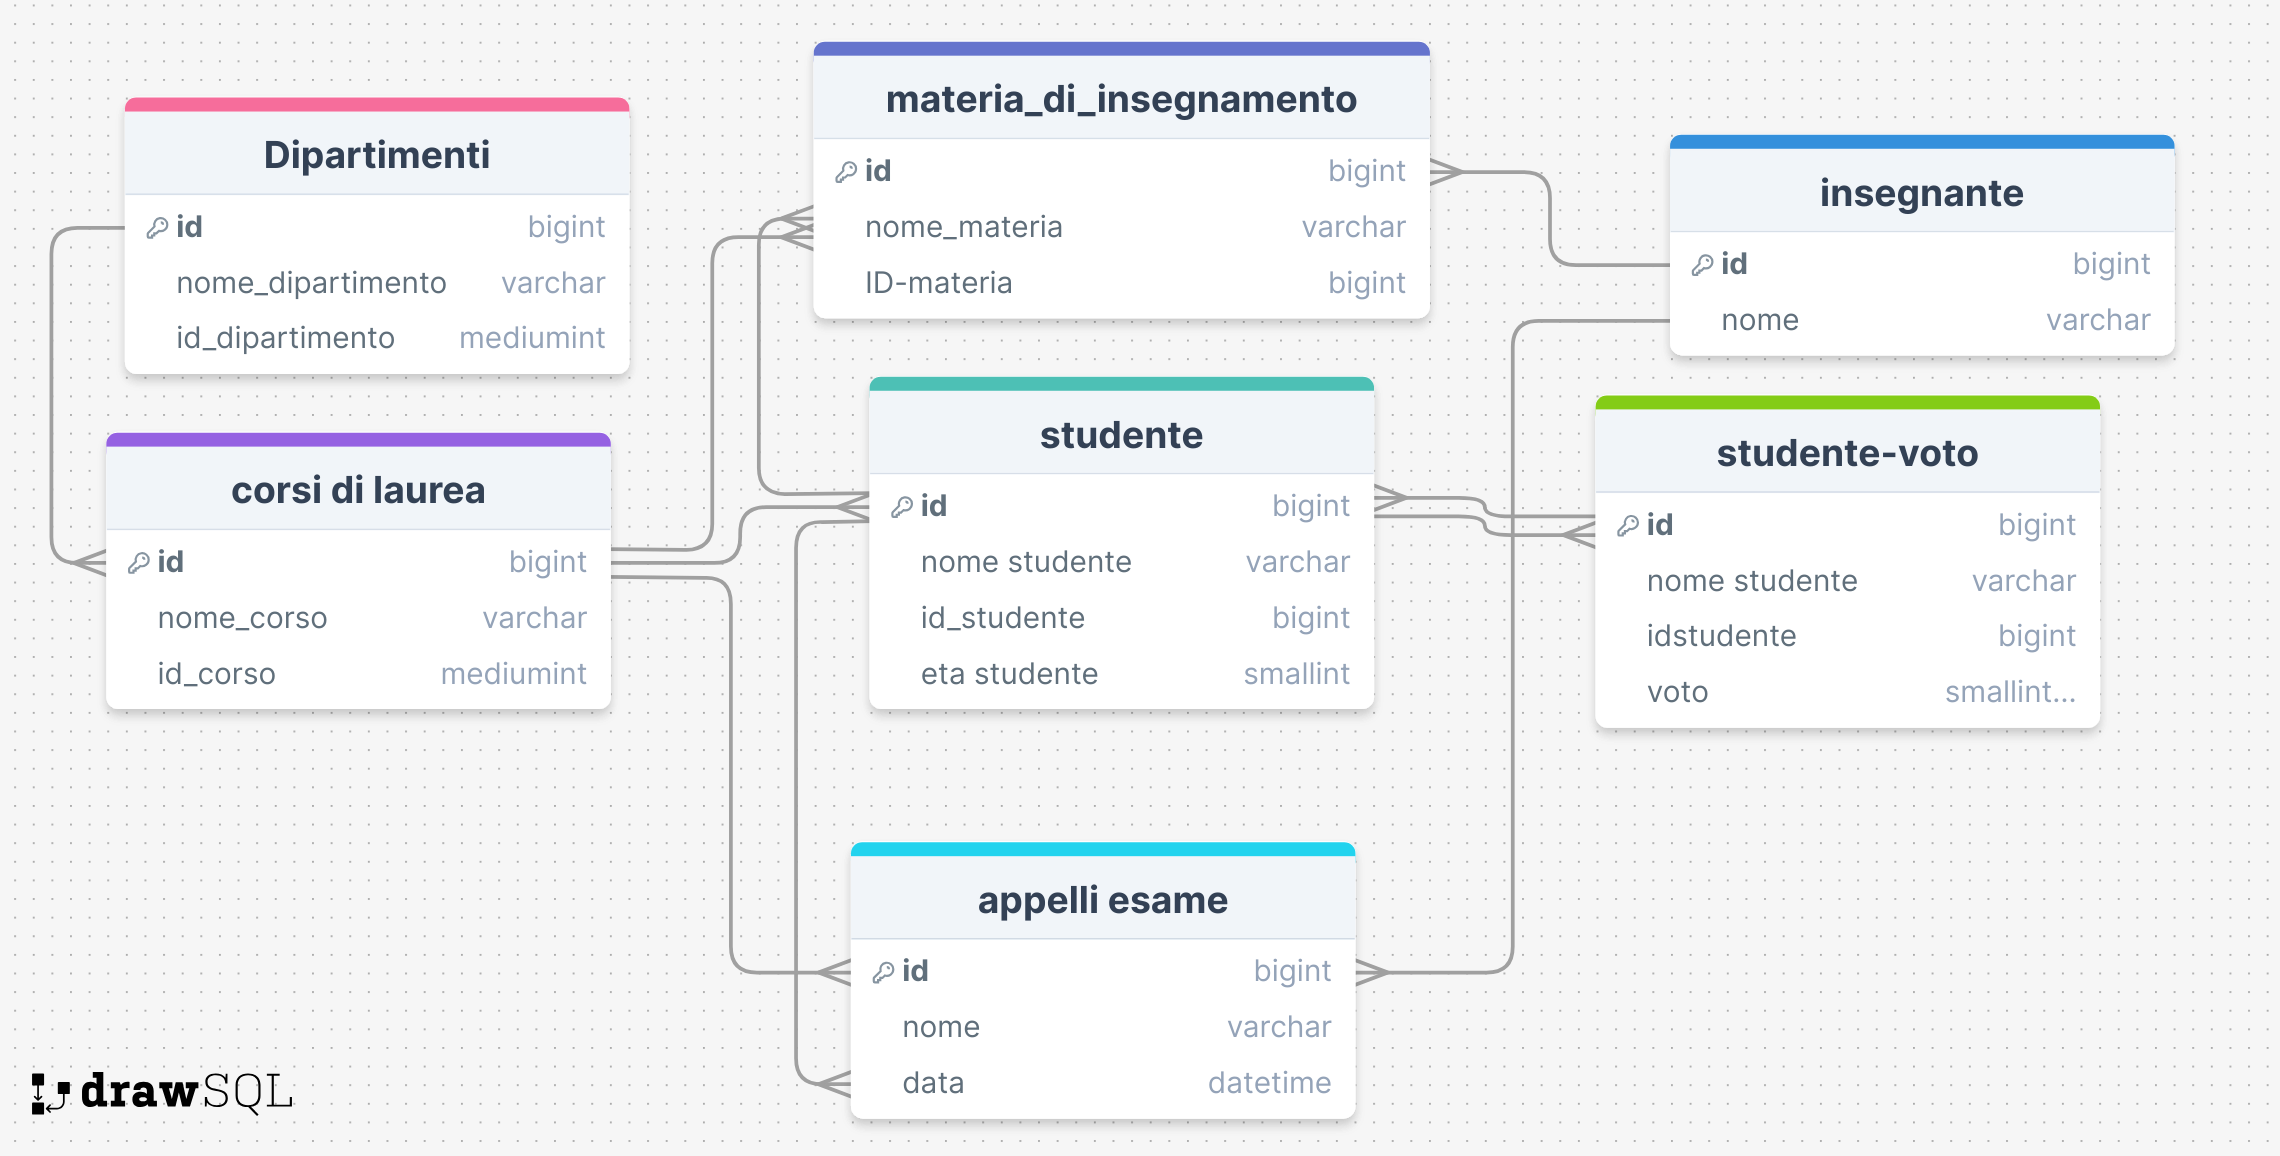 Dipartimenti
id bigint
nome_dipartimento varchar
id_dipartimento mediumint
corsi di laurea
id bigint
nome_corso varchar
id_corso mediumint
materia_di_insegnamento
id bigint
nome_materia varchar
ID-materia bigint
studente
id bigint
nome studente varchar
id_studente bigint
eta studente smallint
appelli esame
id bigint
nome varchar
data datetime
insegnante
id bigint
nome varchar
studente-voto
id bigint
nome studente varchar
idstudente bigint
voto smallint...
drawSQL